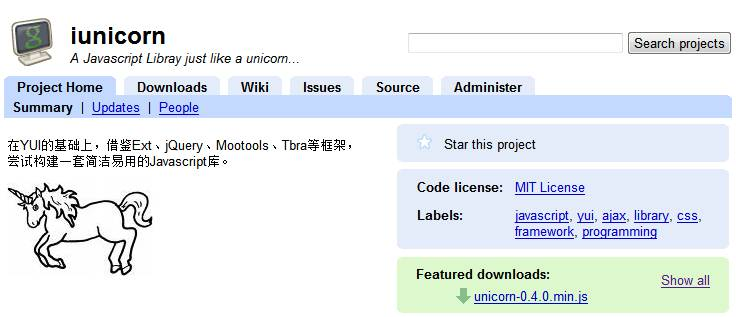 iunicorn
A Javascript Libray just like a unicorn...
Search projects
Project Home Downloads Wiki Issues Source Administer
Summary | Updates | People
在YUI的基础上，借鉴Ext、jQuery、Mootools、Tbra等框架，
尝试构建一套简洁易用的Javascript库。
Star this project
Code license: MIT License
Labels: javascript, yui, ajax, library, css,
framework, programming
Featured downloads:
Show all
unicorn-0.4.0.min.js